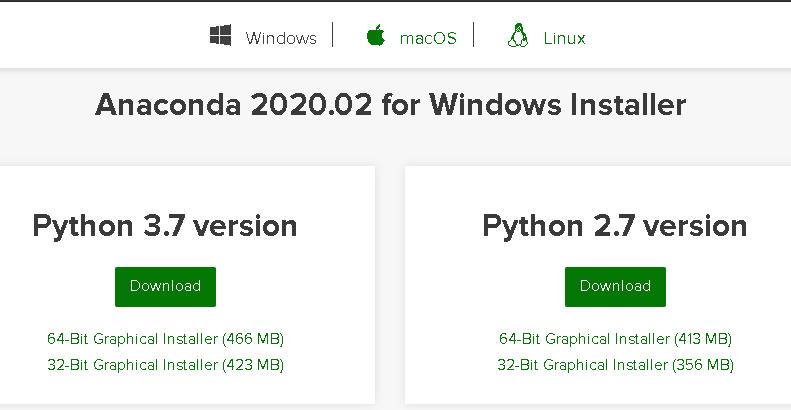 Windows macOS Linux
Anaconda 2020.02 for Windows Installer
Python 3.7 version
Download
64-Bit Graphical Installer (466 MB)
32-Bit Graphical Installer (423 MB)
Python 2.7 version
Download
64-Bit Graphical Installer (413 MB)
32-Bit Graphical Installer (356 MB)